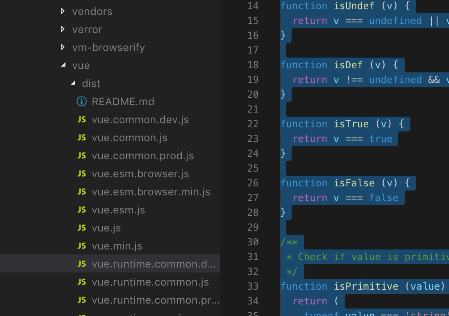 vendors
verror
vm-browserify
vue
dist
README.md
JS vue.common.dev.js
JS vue.common.js
JS vue.common.prod.js
JS vue.esm.browser.js
JS vue.esm.browser.min.js
JS vue.esm.js
JS vue.js
JS vue.min.js
JS vue.runtime.common.d...
JS vue.runtime.common.js
JS vue.runtime.common.pr...
14 function isUndef (v) {
15 return v === undefined || v
16 }
17
18 function isDef (v) {
19 return v !== undefined && v
20 }
21
22 function isTrue (v) {
23 return v === true
24 }
25
26 function isFalse (v) {
27 return v === false
28 }
29
30 /**
31 * Check if value is primitiv
32 */
33 function isPrimitive (value)
34 return (
35 typeof value === 'string'